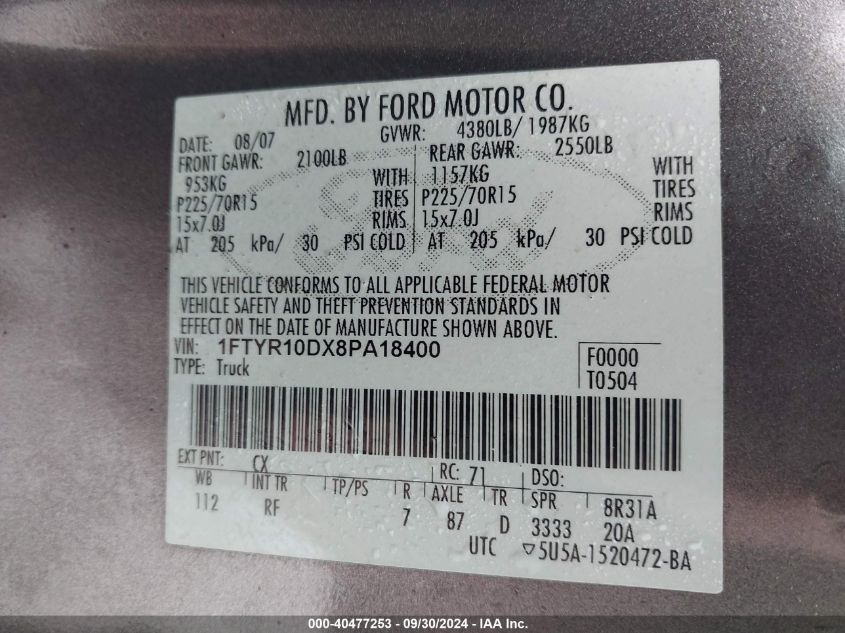 MFD. BY FORD MOTOR CO.
DATE: 08/07 GVWR: 4380LB/ 1987KG
FRONT GAWR: 2100LB REAR GAWR: 2550LB
953KG WITH 1157KG WITH
P225/70R15 TIRES P225/70R15 TIRES
15x7.0J RIMS 15x7.0J RIMS
AT 205 kPa/ 30 PSI COLD AT 205 kPa/ 30 PSI COLD
THIS VEHICLE CONFORMS TO ALL APPLICABLE FEDERAL MOTOR
VEHICLE SAFETY AND THEFT PREVENTION STANDARDS IN
EFFECT ON THE DATE OF MANUFACTURE SHOWN ABOVE.
VIN: 1FTYR10DX8PA18400 F0000
TYPE: Truck T0504
EXT PNT: CX RC: 71 DSO:
WB INT TR TP/PS R AXLE TR SPR 8R31A
112 RF 7 87 D 3333 20A
UTC ▽5U5A-1520472-BA
000-40477253 - 09/30/2024 - IAA Inc.